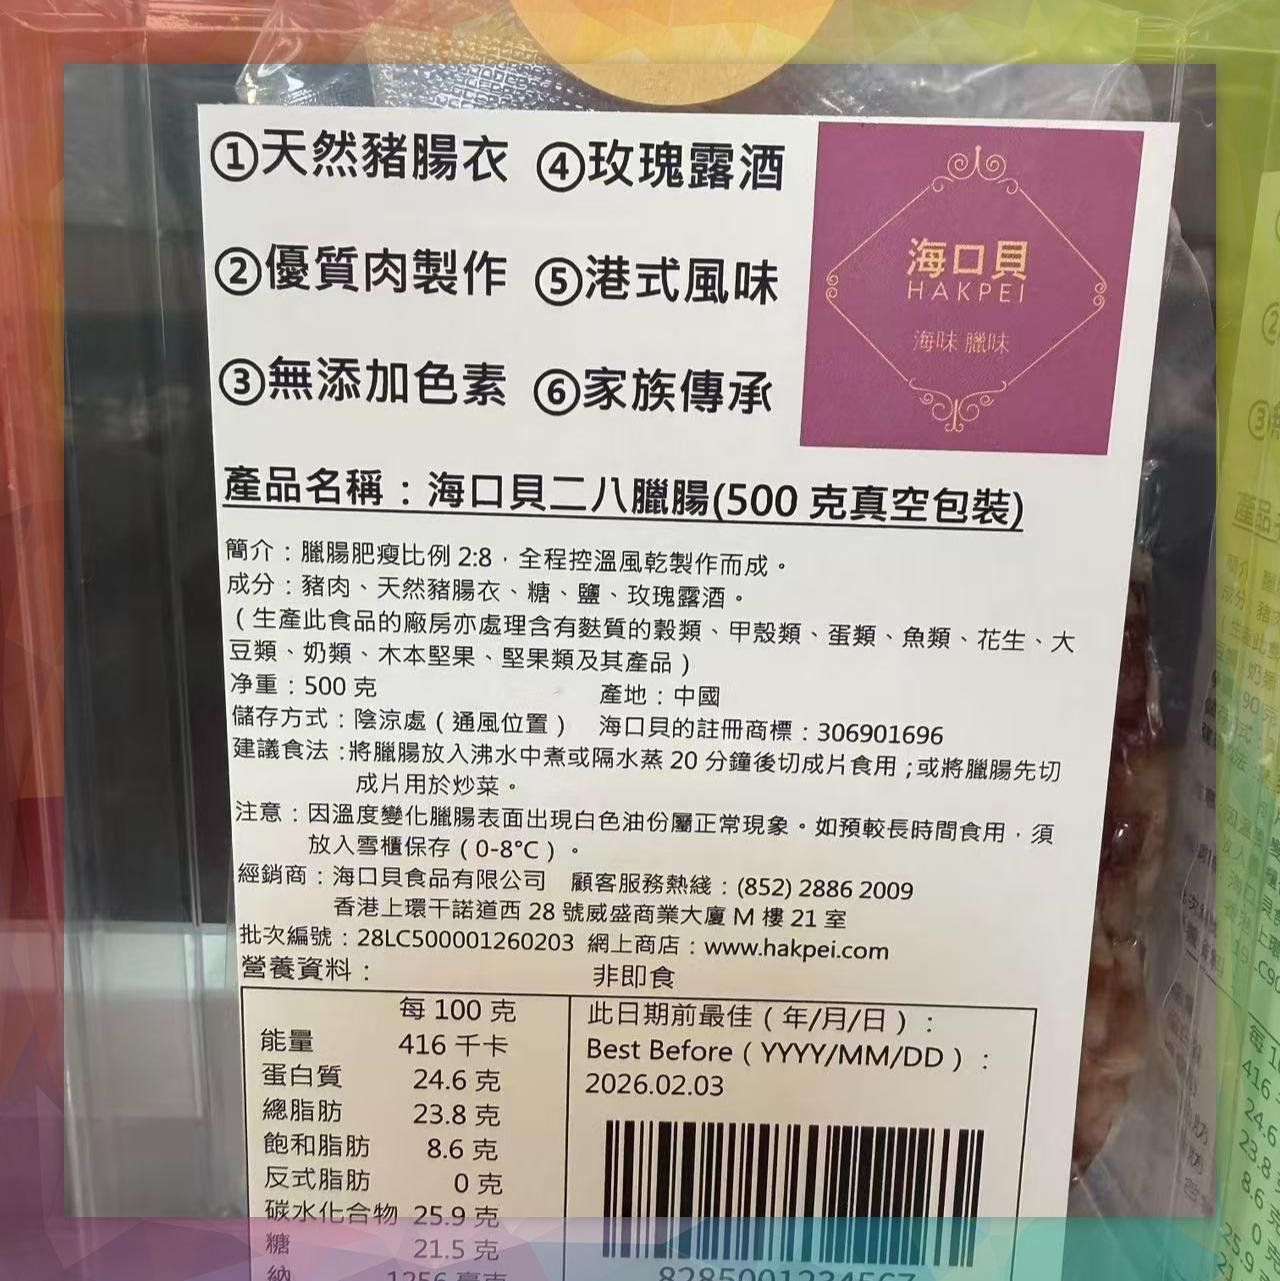 ①天然豬腸衣 ④玫瑰露酒
②優質肉製作 ⑤港式風味
③無添加色素 ⑥家族傳承
海口貝
HAKPEI
海味 臘味
產品名稱：海口貝二八臘腸(500 克真空包裝)
簡介：臘腸肥瘦比例 2:8，全程控溫風乾製作而成。
成分：豬肉、天然豬腸衣、糖、鹽、玫瑰露酒。
（生產此食品的廠房亦處理含有麩質的穀類、甲殼類、蛋類、魚類、花生、大
豆類、奶類、木本堅果、堅果類及其產品）
净重：500 克 產地：中國
儲存方式：陰涼處（通風位置） 海口貝的註冊商標：306901696
建議食法：將臘腸放入沸水中煮或隔水蒸 20 分鐘後切成片食用；或將臘腸先切
成片用於炒菜。
注意：因溫度變化臘腸表面出現白色油份屬正常現象。如預較長時間食用，須
放入雪櫃保存（0-8°C）。
經銷商：海口貝食品有限公司 顧客服務熱綫：(852) 2886 2009
香港上環干諾道西 28 號威盛商業大廈 M 樓 21 室
批次編號：28LC500001260203 網上商店：www.hakpei.com
營養資料： 非即食
每 100 克
能量 416 千卡
蛋白質 24.6 克
總脂肪 23.8 克
飽和脂肪 8.6 克
反式脂肪 0 克
碳水化合物 25.9 克
糖 21.5 克
鈉 1256 毫克
此日期前最佳（年/月/日）：
Best Before（YYYY/MM/DD）：
2026.02.03
8285001234567